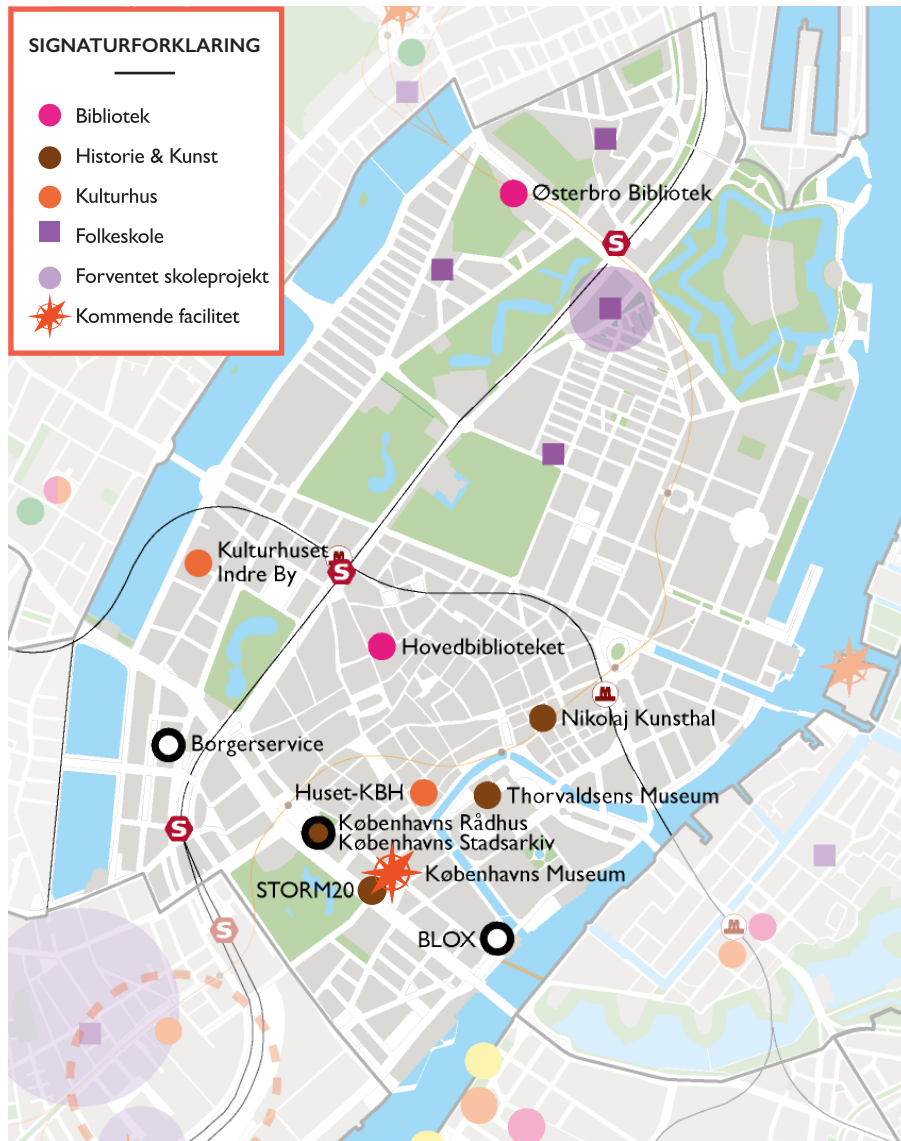 SIGNATURFORKLARING
Bibliotek
Historie & Kunst
Kulturhus
Folkeskole
Forventet skoleprojekt
Kommende facilitet
Østerbro Bibliotek
S
Kulturhuset
Indre By
M
S
Hovedbiblioteket
M
Nikolaj Kunsthal
Borgerservice
Huset-KBH
Thorvaldsens Museum
S
Københavns Rådhus
Københavns Stadsarkiv
Københavns Museum
STORM20
S
M
BLOX